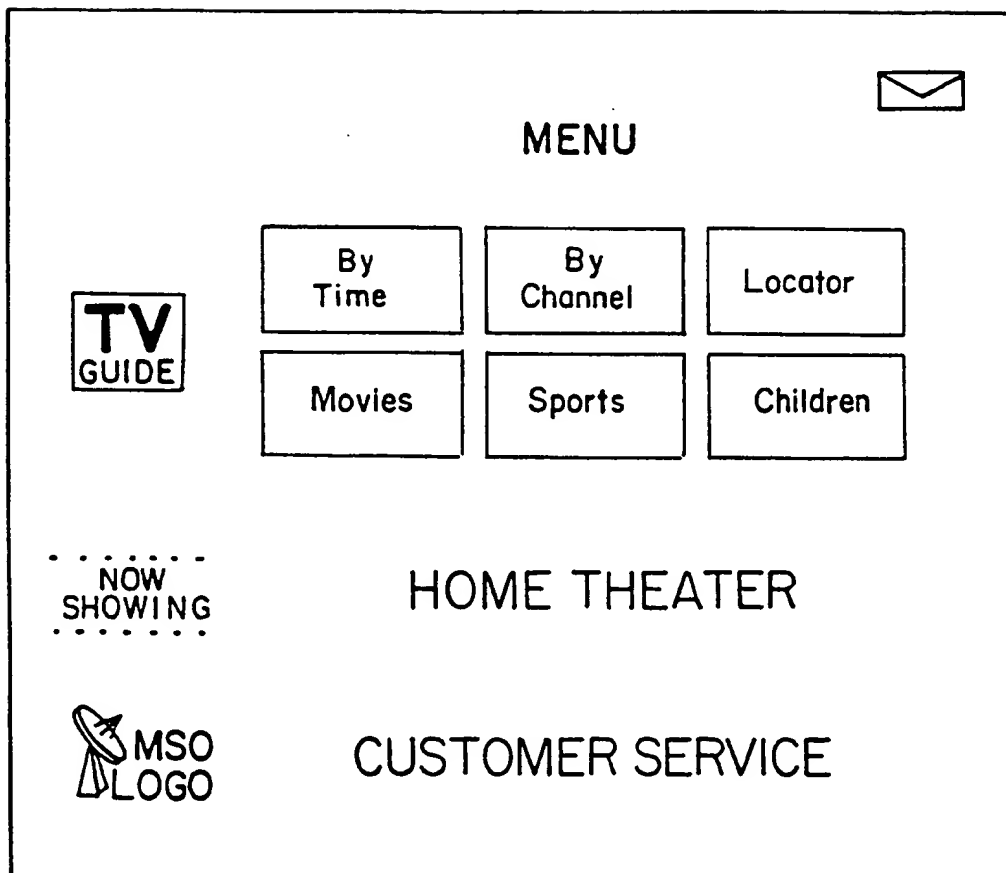 MENU
By
Time
By
Channel
Locator
TV
GUIDE
Movies
Sports
Children
NOW
SHOWING
HOME THEATER
MSO
LOGO
CUSTOMER SERVICE